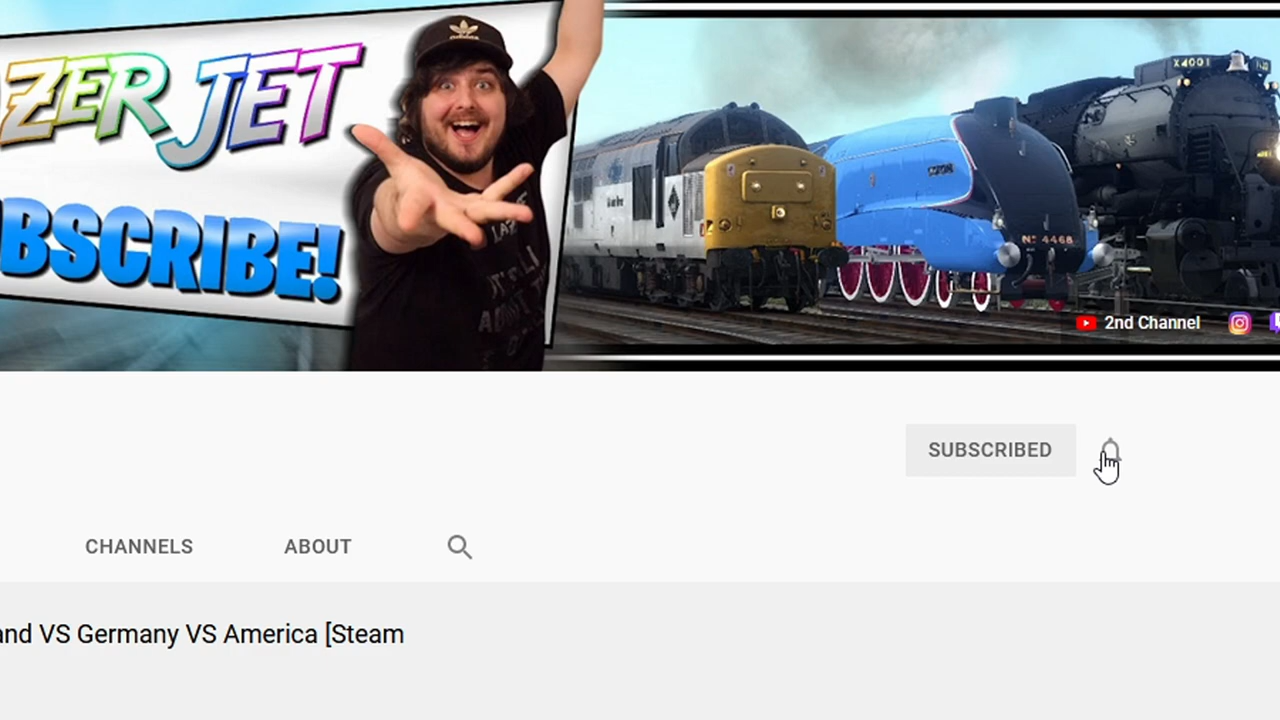 ZER JET
BSCRIBE!
X4001
Nº 4468
2nd Channel
SUBSCRIBED
CHANNELS
ABOUT
and VS Germany VS America [Steam